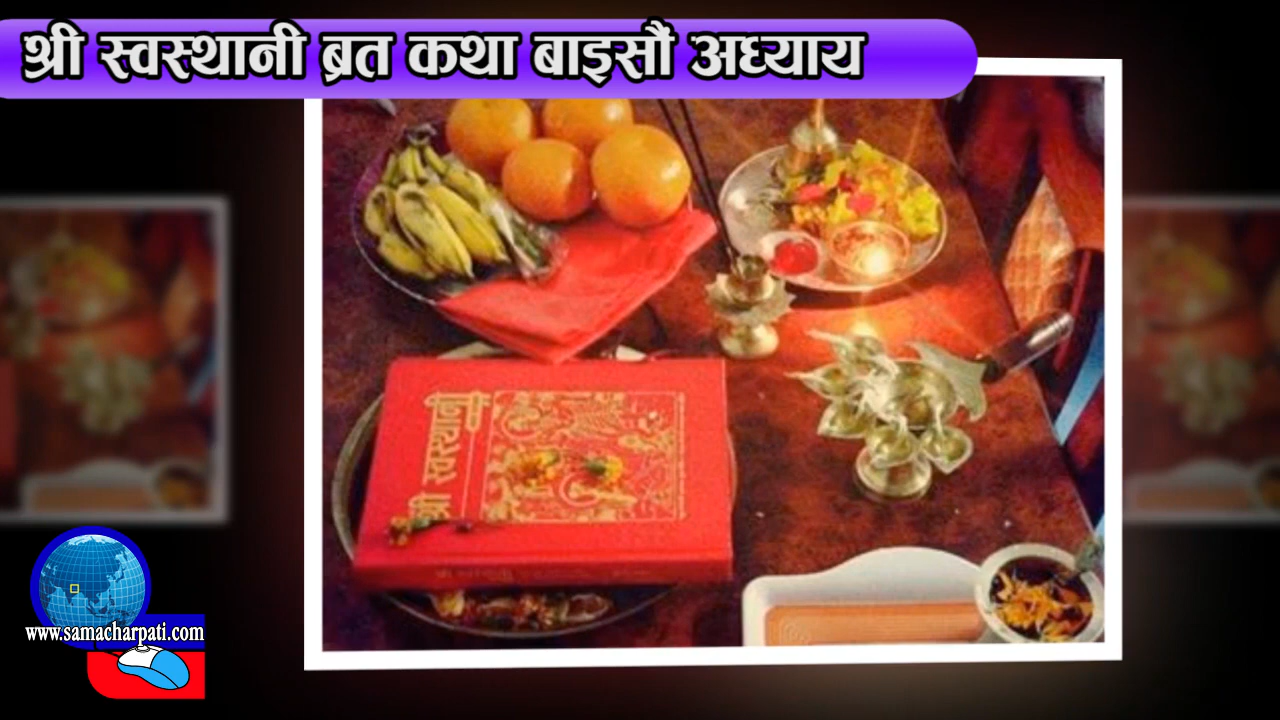 श्री स्वस्थानी ब्रत कथा बाइसौं अध्याय
श्री स्वस्थानी
www.samacharpati.com